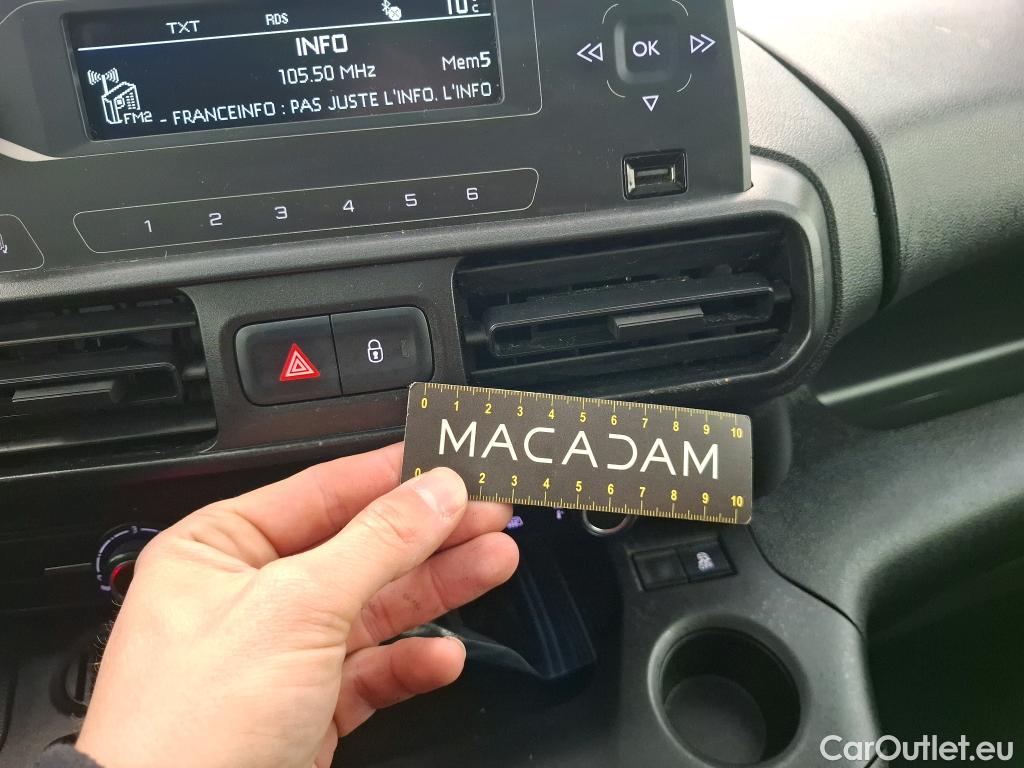 TXT RDS 10°C
INFO
105.50 MHz Mem5
FM2 - FRANCEINFO : PAS JUSTE L'INFO. L'INFO
OK
1 2 3 4 5 6
0 1 2 3 4 5 6 7 8 9 10
MACADAM
0 2 3 4 5 6 7 8 9 10
CarOutlet.eu